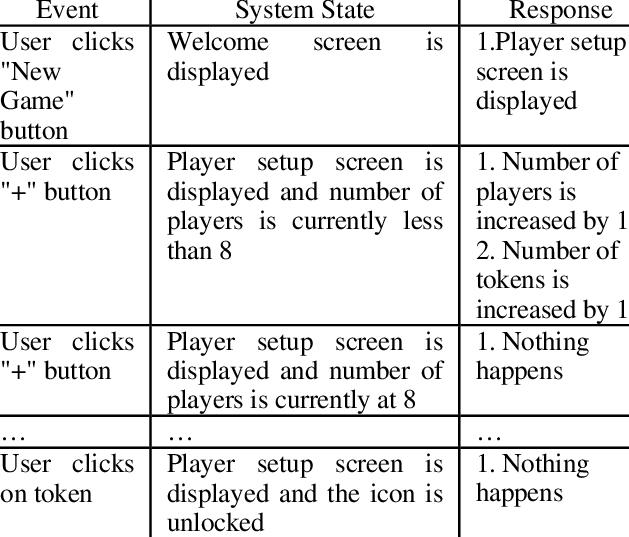 Event System State Response
User clicks "New Game" button
Welcome screen is displayed
1.Player setup screen is displayed
User clicks "+" button
Player setup screen is displayed and number of players is currently less than 8
1. Number of players is increased by 1
2. Number of tokens is increased by 1
User clicks "+" button
Player setup screen is displayed and number of players is currently at 8
1. Nothing happens
… … …
User clicks on token
Player setup screen is displayed and the icon is unlocked
1. Nothing happens